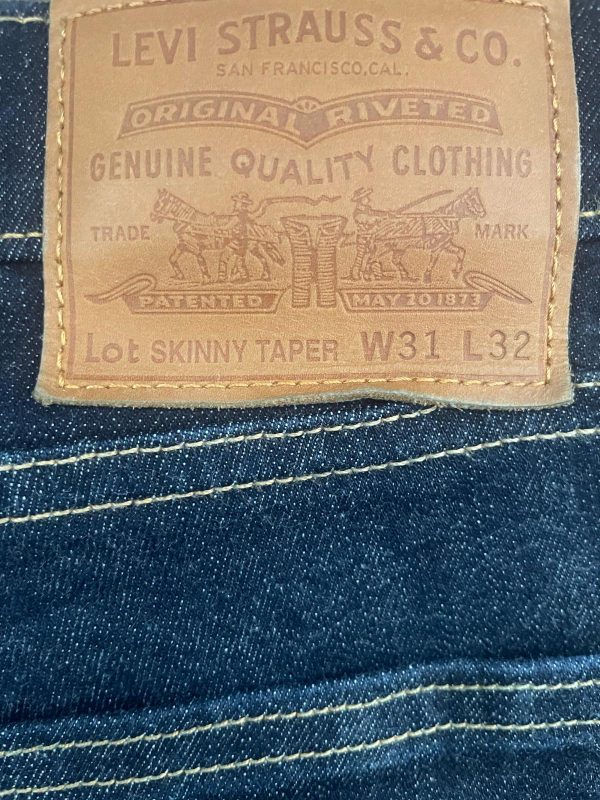 LEVI STRAUSS & CO.
SAN FRANCISCO, CAL.
ORIGINAL RIVETED
GENUINE QUALITY CLOTHING
TRADE MARK
PATENTED MAY 20 1873
Lot SKINNY TAPER W31 L32